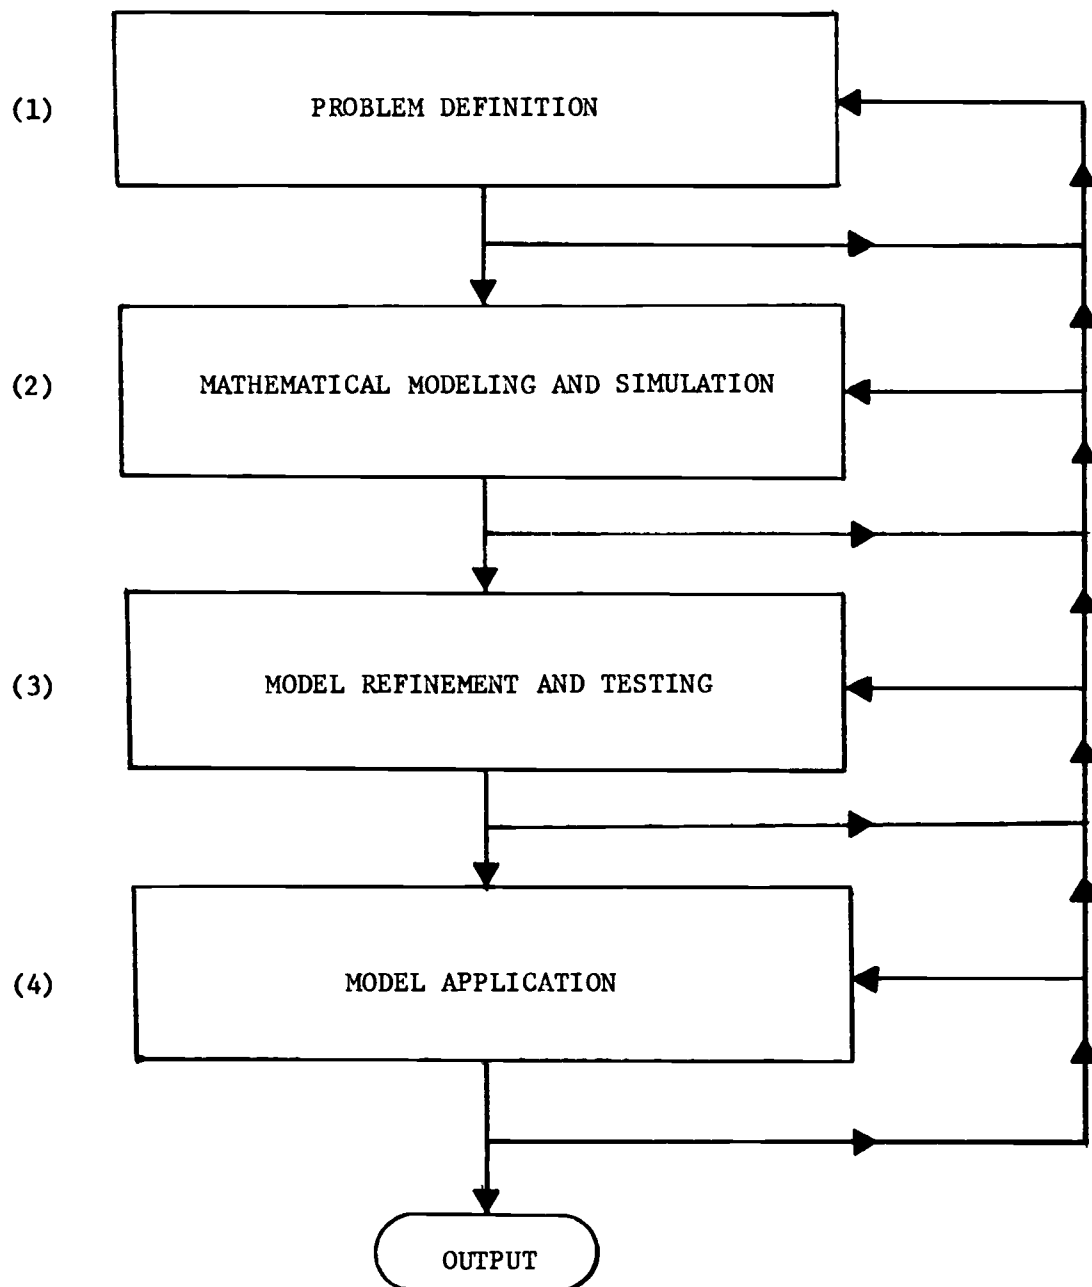 (1) PROBLEM DEFINITION
(2) MATHEMATICAL MODELING AND SIMULATION
(3) MODEL REFINEMENT AND TESTING
(4) MODEL APPLICATION
OUTPUT